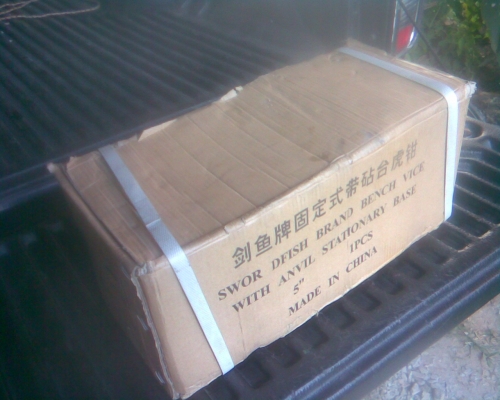 剑鱼牌固定式带砧台虎钳
SWOR DFISH BRAND BENCH VICE
WITH ANVIL STATIONARY BASE
5" 1PCS
MADE IN CHINA